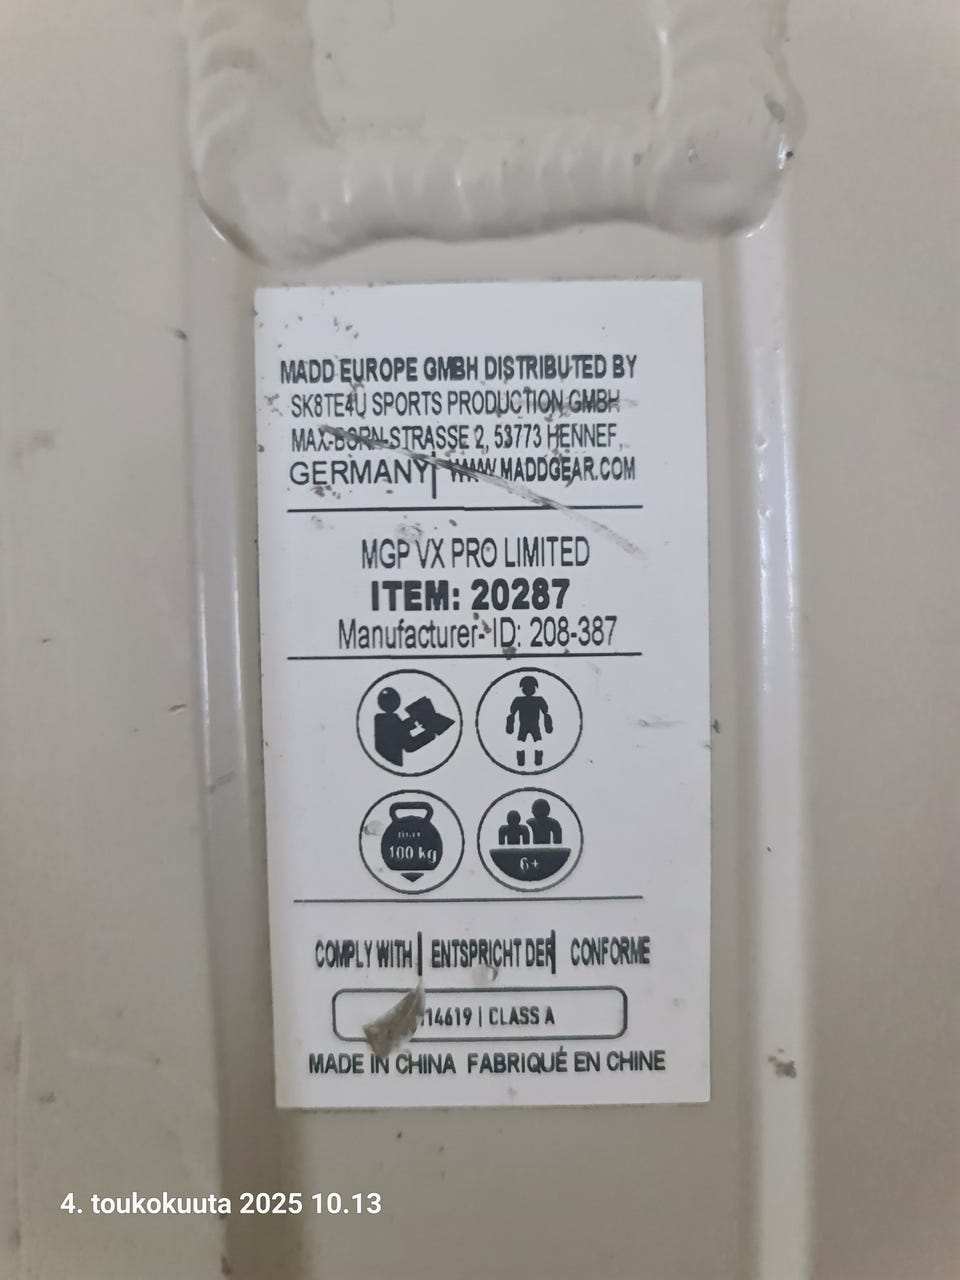 MADD EUROPE GMBH DISTRIBUTED BY
SK8TE4U SPORTS PRODUCTION GMBH
MAX-BORN-STRASSE 2, 53773 HENNEF,
GERMANY | WWW.MADDGEAR.COM
MGP VX PRO LIMITED
ITEM: 20287
Manufacturer-ID: 208-387
max
100 kg
6+
COMPLY WITH | ENTSPRICHT DER | CONFORME
14619 | CLASS A
MADE IN CHINA FABRIQUÉ EN CHINE
4. toukokuuta 2025 10.13